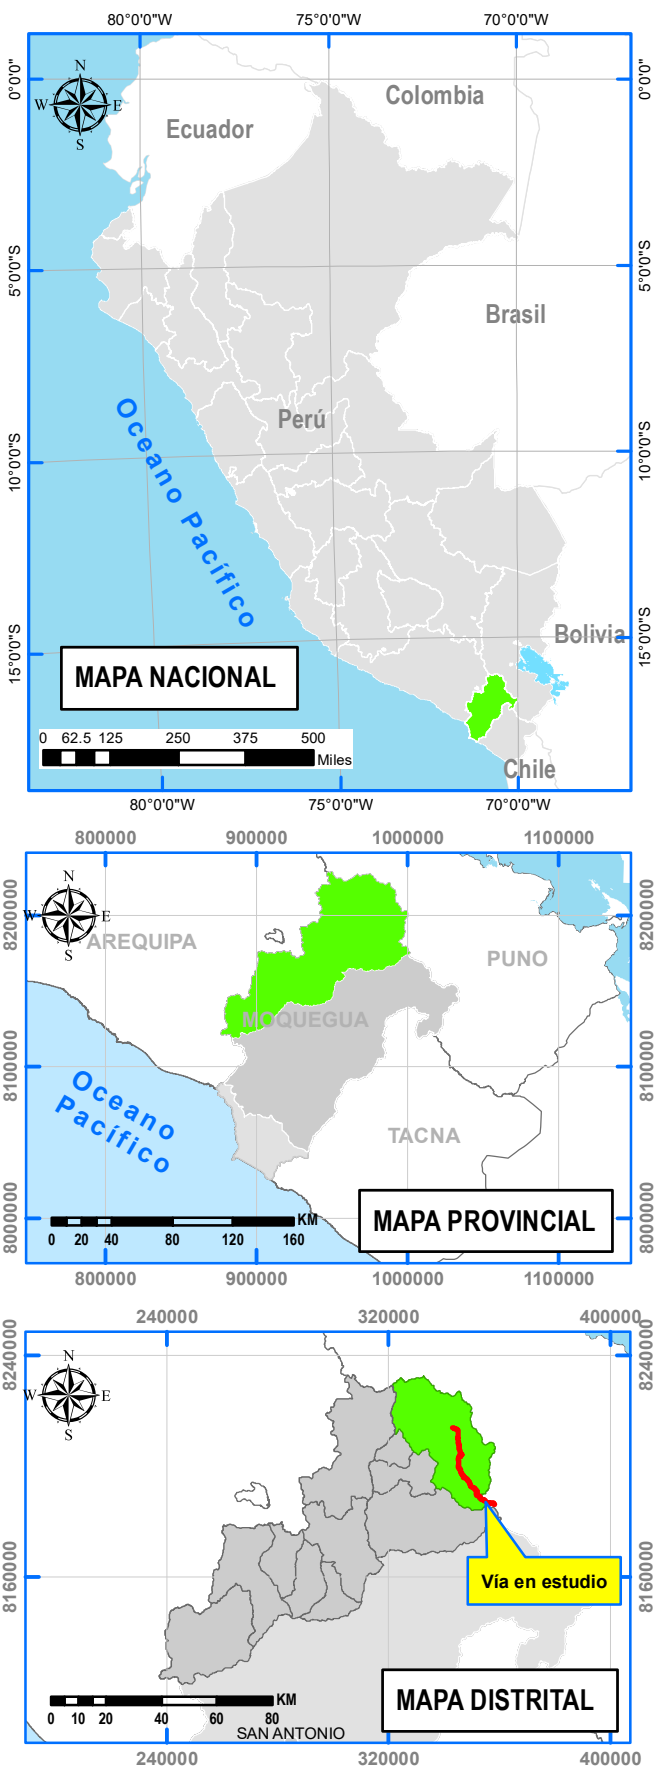 80°0'0"W 75°0'0"W 70°0'0"W
0°0'0"
0°0'0"
N
W E
S
Colombia
Ecuador
5°0'0"S
5°0'0"S
Brasil
Perú
Oceano Pacífico
10°0'0"S
10°0'0"S
15°0'0"S
15°0'0"S
Bolivia
MAPA NACIONAL
0 62.5 125 250 375 500
Miles
Chile
80°0'0"W 75°0'0"W 70°0'0"W
800000 900000 1000000 1100000
8200000
8200000
N
W E
S
AREQUIPA
PUNO
MOQUEGUA
8100000
8100000
Oceano
Pacífico
TACNA
MAPA PROVINCIAL
KM
0 20 40 80 120 160
8000000
8000000
800000 900000 1000000 1100000
240000 320000 400000
8240000
8240000
N
W E
S
Vía en estudio
8160000
8160000
MAPA DISTRITAL
KM
0 10 20 40 60 80
SAN ANTONIO
240000 320000 400000